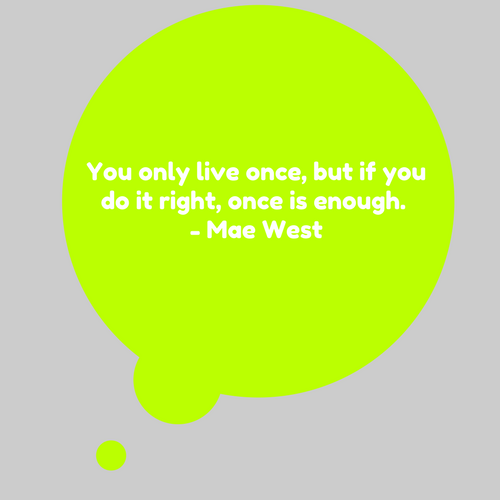 You only live once, but if you
do it right, once is enough.
- Mae West